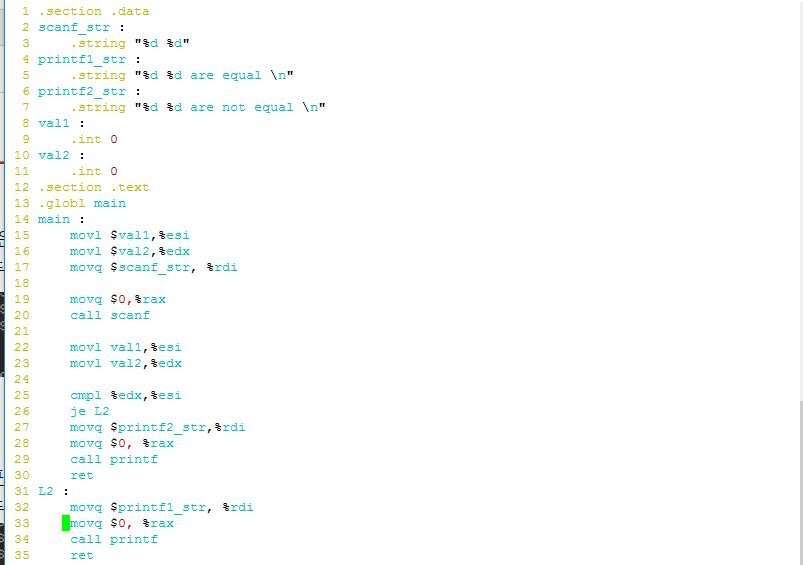 1 .section .data
2 scanf_str :
3     .string "%d %d"
4 printf1_str :
5     .string "%d %d are equal \n"
6 printf2_str :
7     .string "%d %d are not equal \n"
8 val1 :
9     .int 0
10 val2 :
11     .int 0
12 .section .text
13 .globl main
14 main :
15     movl $val1,%esi
16     movl $val2,%edx
17     movq $scanf_str, %rdi
18
19     movq $0,%rax
20     call scanf
21
22     movl val1,%esi
23     movl val2,%edx
24
25     cmpl %edx,%esi
26     je L2
27     movq $printf2_str,%rdi
28     movq $0, %rax
29     call printf
30     ret
31 L2 :
32     movq $printf1_str, %rdi
33     movq $0, %rax
34     call printf
35     ret